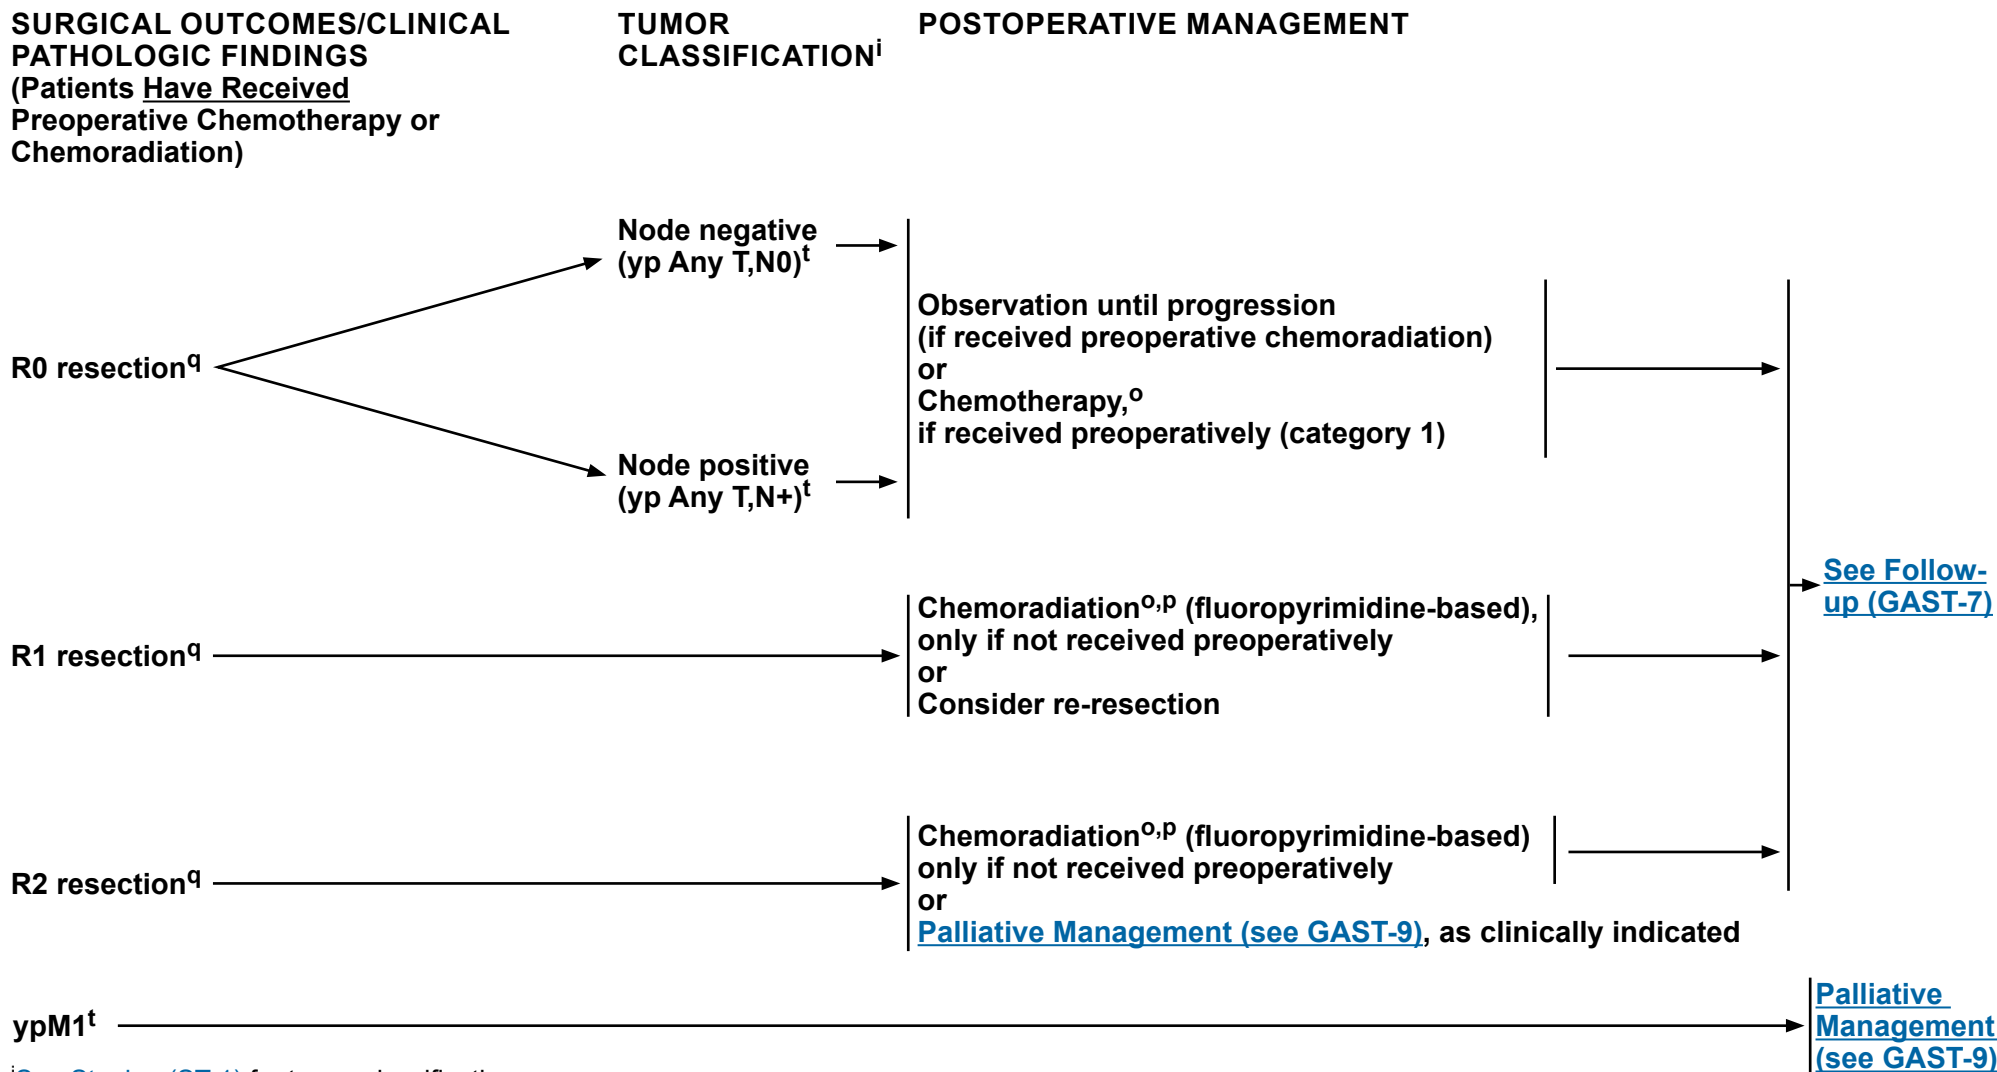 SURGICAL OUTCOMES/CLINICAL
PATHOLOGIC FINDINGS
(Patients Have Received
Preoperative Chemotherapy or
Chemoradiation)
TUMOR
CLASSIFICATIONi
POSTOPERATIVE MANAGEMENT
R0 resectionq
Node negative
(yp Any T,N0)t
Node positive
(yp Any T,N+)t
Observation until progression
(if received preoperative chemoradiation)
or
Chemotherapy,o
if received preoperatively (category 1)
R1 resectionq
Chemoradiationo,p (fluoropyrimidine-based),
only if not received preoperatively
or
Consider re-resection
See Follow-
up (GAST-7)
R2 resectionq
Chemoradiationo,p (fluoropyrimidine-based)
only if not received preoperatively
or
Palliative Management (see GAST-9), as clinically indicated
ypM1t
Palliative
Management
(see GAST-9)